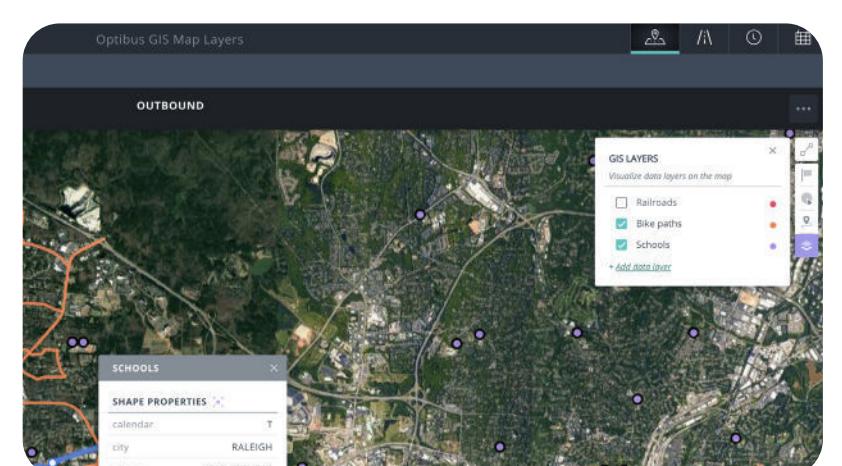 Optibus GIS Map Layers
OUTBOUND
GIS LAYERS
Visualize data layers on the map
Railroads
Bike paths
Schools
+ Add data layer
SCHOOLS
SHAPE PROPERTIES
calendar T
city RALEIGH